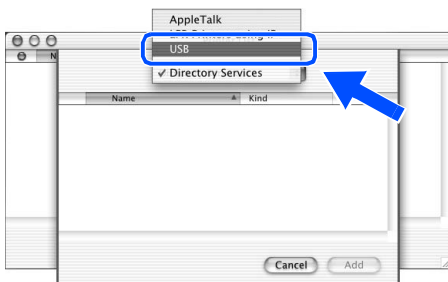 AppleTalk
USB
✓ Directory Services
N
Name Kind
Cancel Add